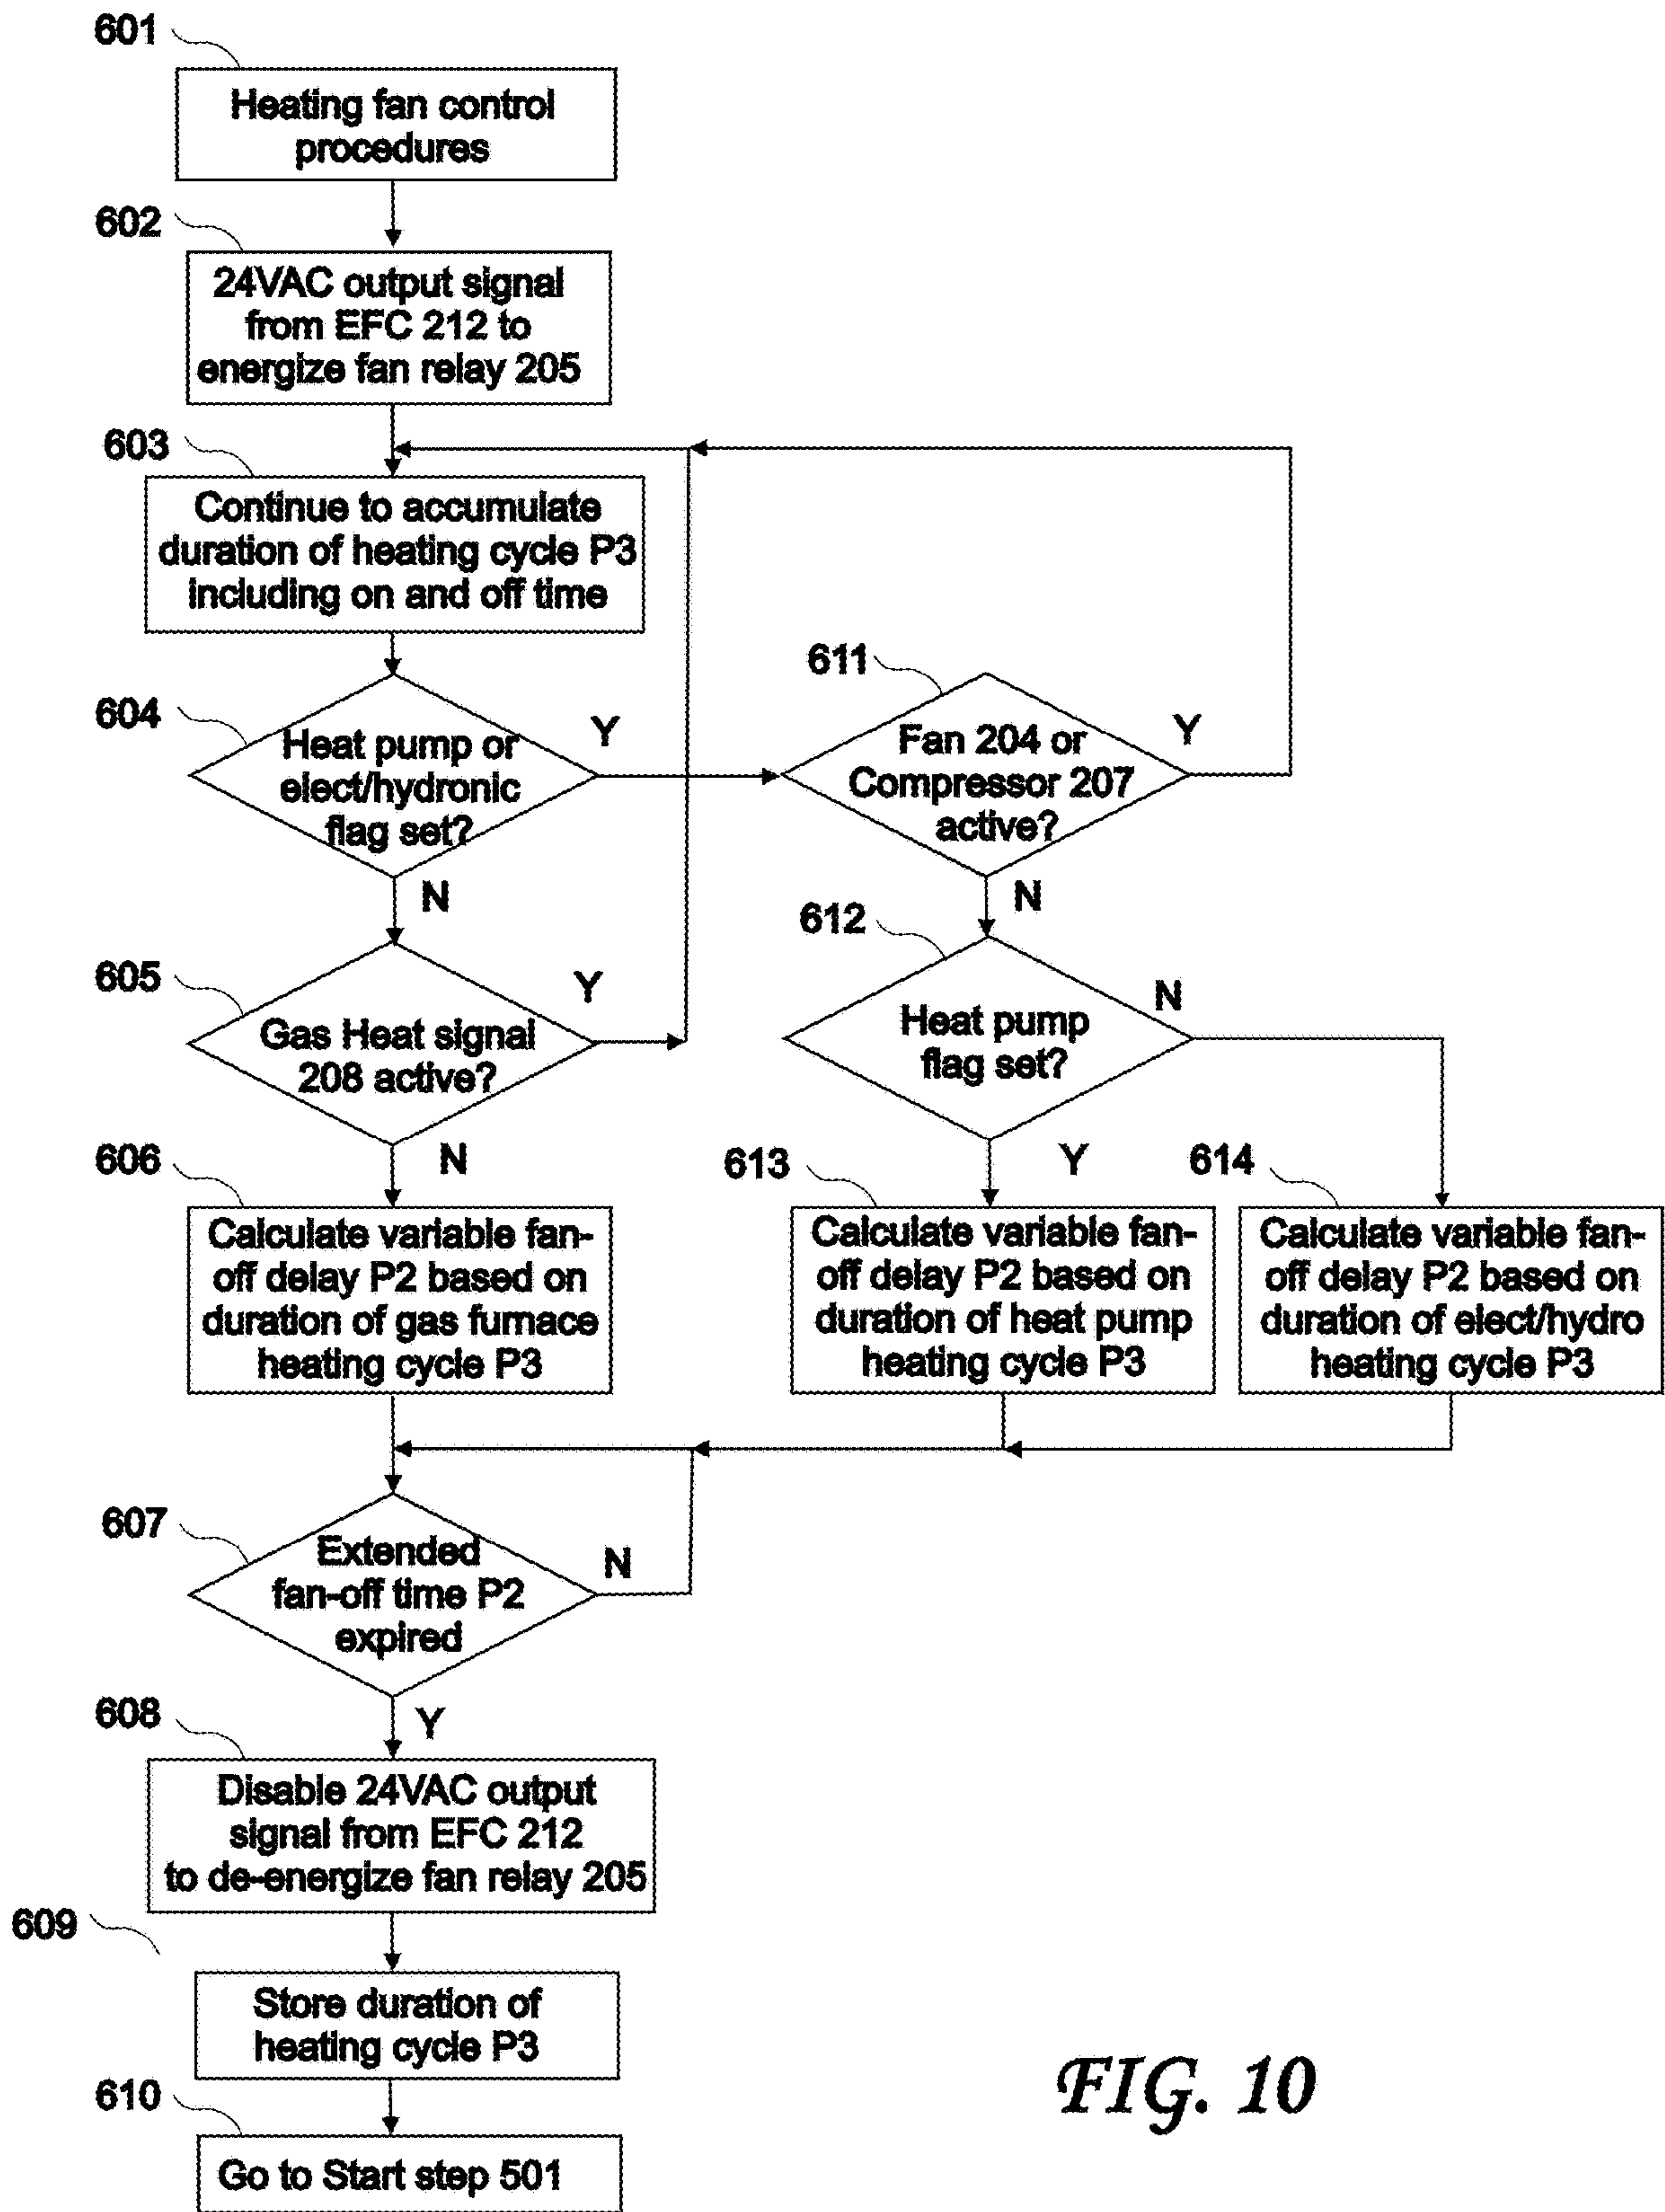 601
Heating fan control
procedures
602
24VAC output signal
from EFC 212 to
energize fan relay 205
603
Continue to accumulate
duration of heating cycle P3
including on and off time
604
Heat pump or
elect/hydronic
flag set?
Y
N
611
Fan 204 or
Compressor 207
active?
Y
N
605
Gas Heat signal
208 active?
Y
N
612
Heat pump
flag set?
N
Y
606
Calculate variable fan-
off delay P2 based on
duration of gas furnace
heating cycle P3
613
Calculate variable fan-
off delay P2 based on
duration of heat pump
heating cycle P3
614
Calculate variable fan-
off delay P2 based on
duration of elect/hydro
heating cycle P3
607
Extended
fan-off time P2
expired
N
Y
608
Disable 24VAC output
signal from EFC 212
to de-energize fan relay 205
609
Store duration of
heating cycle P3
610
Go to Start step 501
FIG. 10